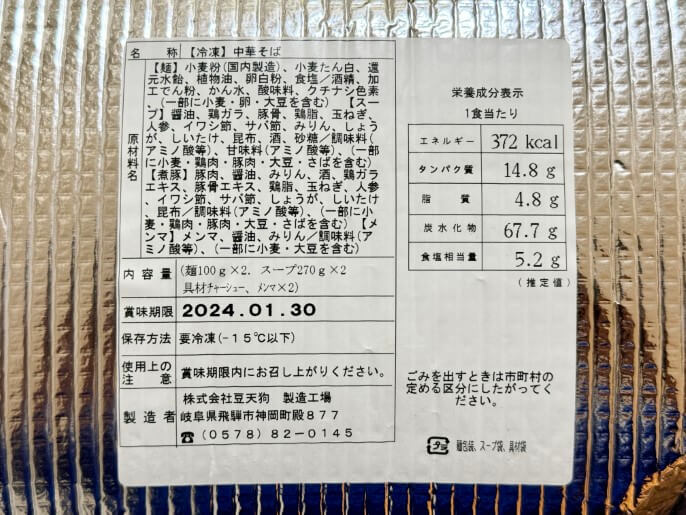 名 称 【冷凍】中華そば
原材料名
【麺】小麦粉(国内製造)、小麦たん白、還
元水飴、植物油、卵白粉、食塩/酒精、加
工でん粉、かん水、酸味料、クチナシ色素
、(一部に小麦・卵・大豆を含む)【スー
プ】醤油、鶏ガラ、豚骨、鶏脂、玉ねぎ、
人参、イワシ節、サバ節、みりん、しょう
が、しいたけ、昆布、酒、砂糖/調味料(
アミノ酸等)、甘味料(アミノ酸等)、(一部
に小麦・鶏肉・豚肉・大豆・さばを含む)
【煮豚】豚肉、醤油、みりん、酒、鶏ガラ
エキス、豚骨エキス、鶏脂、玉ねぎ、人参
、イワシ節、サバ節、しょうが、しいたけ
、昆布/調味料(アミノ酸等)、(一部に小
麦・鶏肉・豚肉・大豆・さばを含む)【メ
ンマ】メンマ、醤油、みりん/調味料(ア
ミノ酸等)、(一部に小麦・大豆を含む)
内容量 (麺100g×2. スープ270g×2
具材チャーシュー、メンマ×2)
賞味期限 2024.01.30
保存方法 要冷凍(-15℃以下)
使用上の
注意 賞味期限内にお召し上がりください。
製造者 株式会社豆天狗 製造工場
岐阜県飛騨市神岡町殿877
☎(0578)82-0145
栄養成分表示
1食当たり
エネルギー 372 kcal
タンパク質 14.8 g
脂質 4.8 g
炭水化物 67.7 g
食塩相当量 5.2 g
(推定値)
ごみを出すときは市町村の
定める区分にしたがってく
ださい。
プラ 麺包装、スープ袋、具材袋